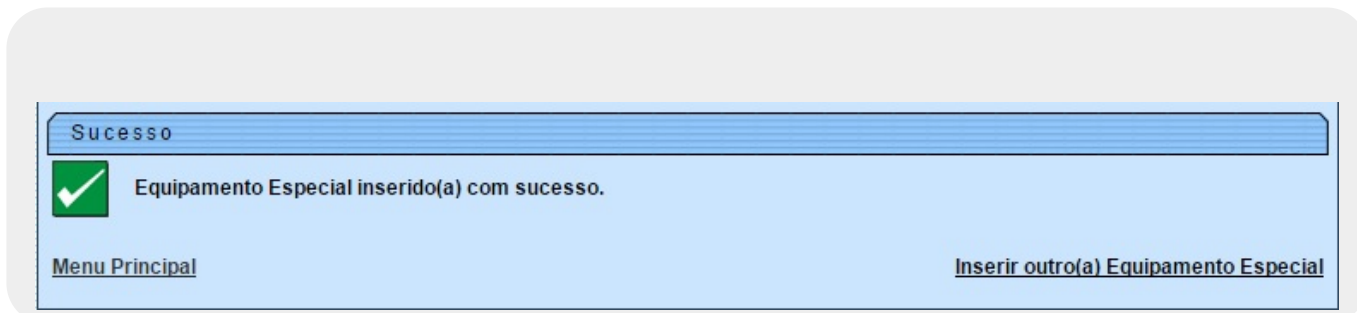 Sucesso
Equipamento Especial inserido(a) com sucesso.
Menu Principal
Inserir outro(a) Equipamento Especial